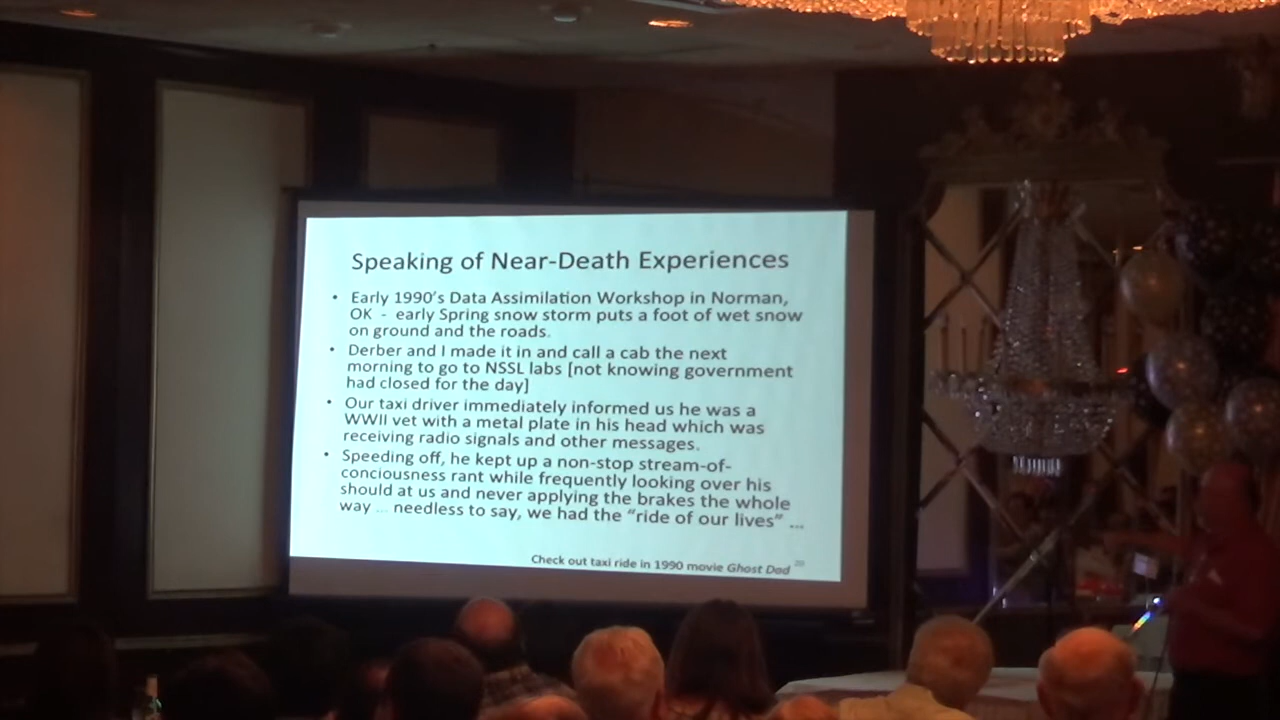 Speaking of Near-Death Experiences
• Early 1990's Data Assimilation Workshop in Norman,
OK - early Spring snow storm puts a foot of wet snow
on ground and the roads.
• Derber and I made it in and call a cab the next
morning to go to NSSL labs [not knowing government
had closed for the day]
• Our taxi driver immediately informed us he was a
WWII vet with a metal plate in his head which was
receiving radio signals and other messages.
• Speeding off, he kept up a non-stop stream-of-
conciousness rant while frequently looking over his
should at us and never applying the brakes the whole
way ... needless to say, we had the "ride of our lives" ...
Check out taxi ride in 1990 movie Ghost Dad